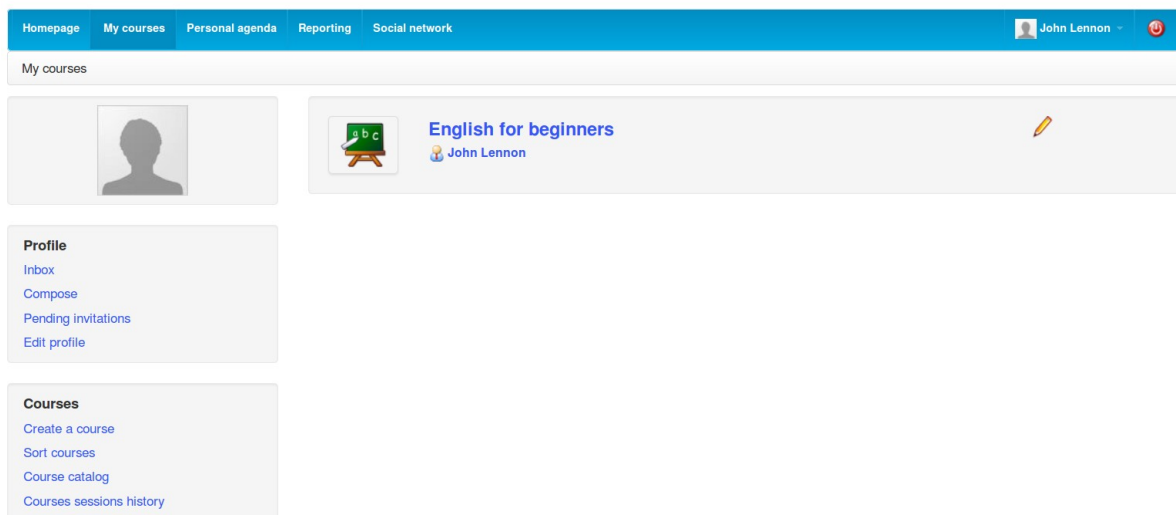 Homepage My courses Personal agenda Reporting Social network John Lennon
My courses
abc
English for beginners
John Lennon
Profile
Inbox
Compose
Pending invitations
Edit profile
Courses
Create a course
Sort courses
Course catalog
Courses sessions history